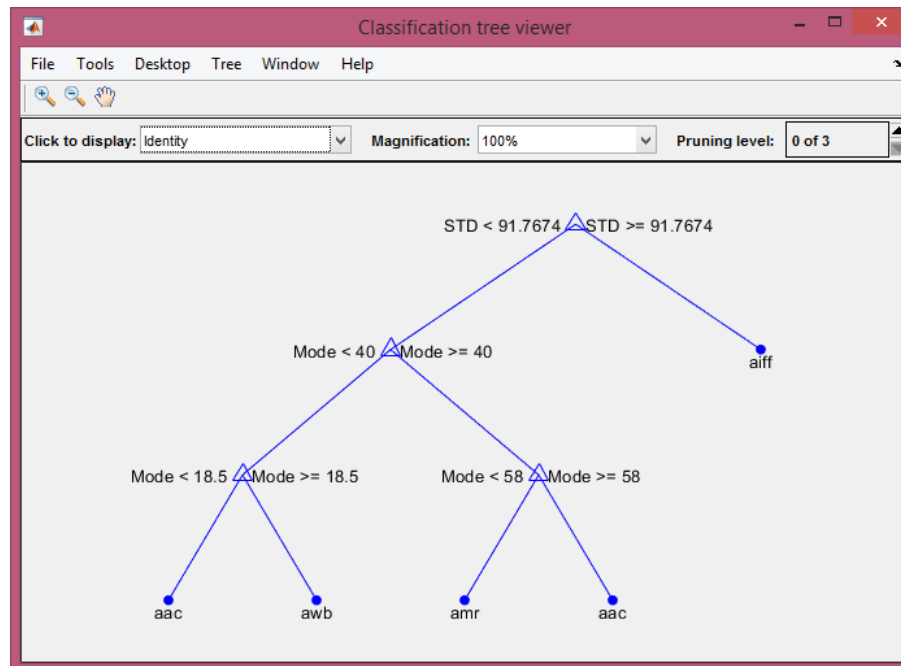 Classification tree viewer
File Tools Desktop Tree Window Help
Click to display: Identity Magnification: 100% Pruning level: 0 of 3
STD < 91.7674 STD >= 91.7674
Mode < 40 Mode >= 40
aiff
Mode < 18.5 Mode >= 18.5 Mode < 58 Mode >= 58
aac awb amr aac